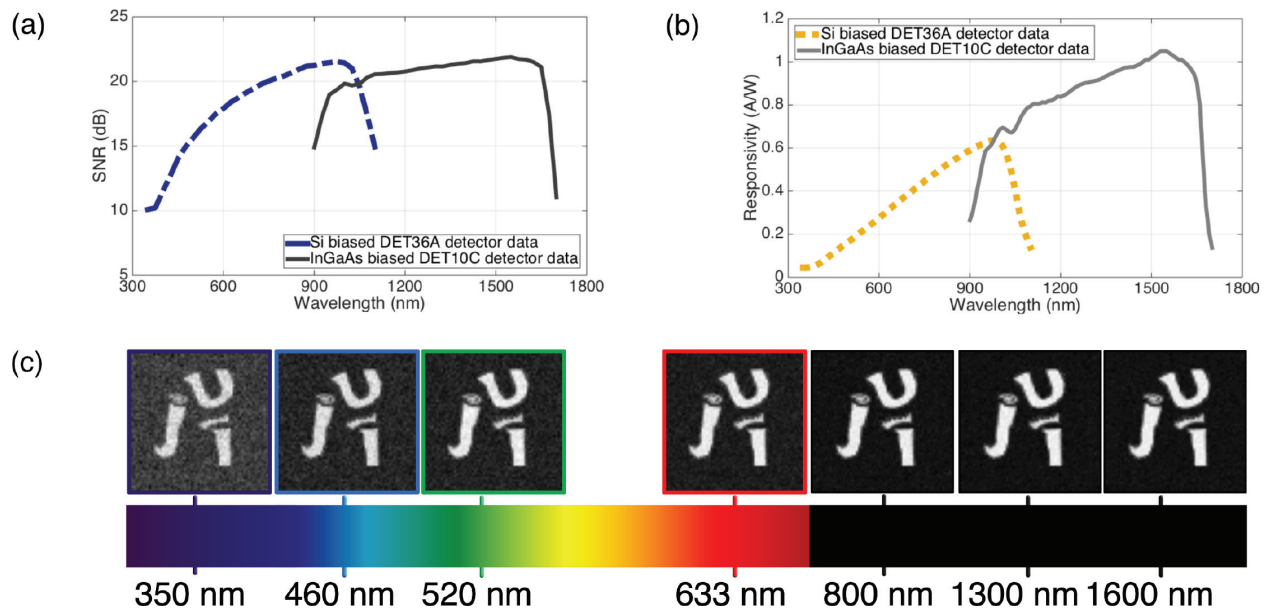 (a)
25
20
15
10
5
SNR (dB)
300
600
900
1200
1500
1800
Wavelength (nm)
Si biased DET36A detector data
InGaAs biased DET10C detector data
(b)
1.2
1
0.8
0.6
0.4
0.2
0
Responsivity (A/W)
300
600
900
1200
1500
1800
Wavelength (nm)
Si biased DET36A detector data
InGaAs biased DET10C detector data
(c)
350 nm
460 nm
520 nm
633 nm
800 nm
1300 nm
1600 nm